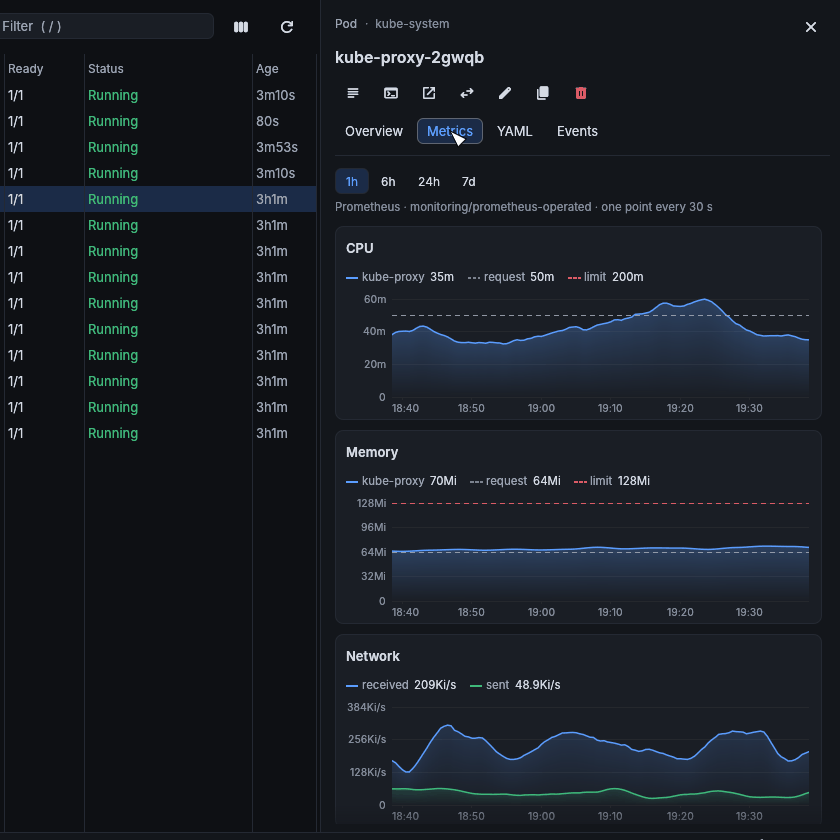 Filter (/)
Ready Status Age
1/1 Running 3m10s
1/1 Running 80s
1/1 Running 3m53s
1/1 Running 3m10s
1/1 Running 3h1m
1/1 Running 3h1m
1/1 Running 3h1m
1/1 Running 3h1m
1/1 Running 3h1m
1/1 Running 3h1m
1/1 Running 3h1m
1/1 Running 3h1m
1/1 Running 3h1m
1/1 Running 3h1m
Pod · kube-system
kube-proxy-2gwqb
Overview Metrics YAML Events
1h 6h 24h 7d
Prometheus · monitoring/prometheus-operated · one point every 30 s
CPU
kube-proxy 35m request 50m limit 200m
60m
40m
20m
0
18:40 18:50 19:00 19:10 19:20 19:30
Memory
kube-proxy 70Mi request 64Mi limit 128Mi
128Mi
96Mi
64Mi
32Mi
0
18:40 18:50 19:00 19:10 19:20 19:30
Network
received 209Ki/s sent 48.9Ki/s
384Ki/s
256Ki/s
128Ki/s
0
18:40 18:50 19:00 19:10 19:20 19:30